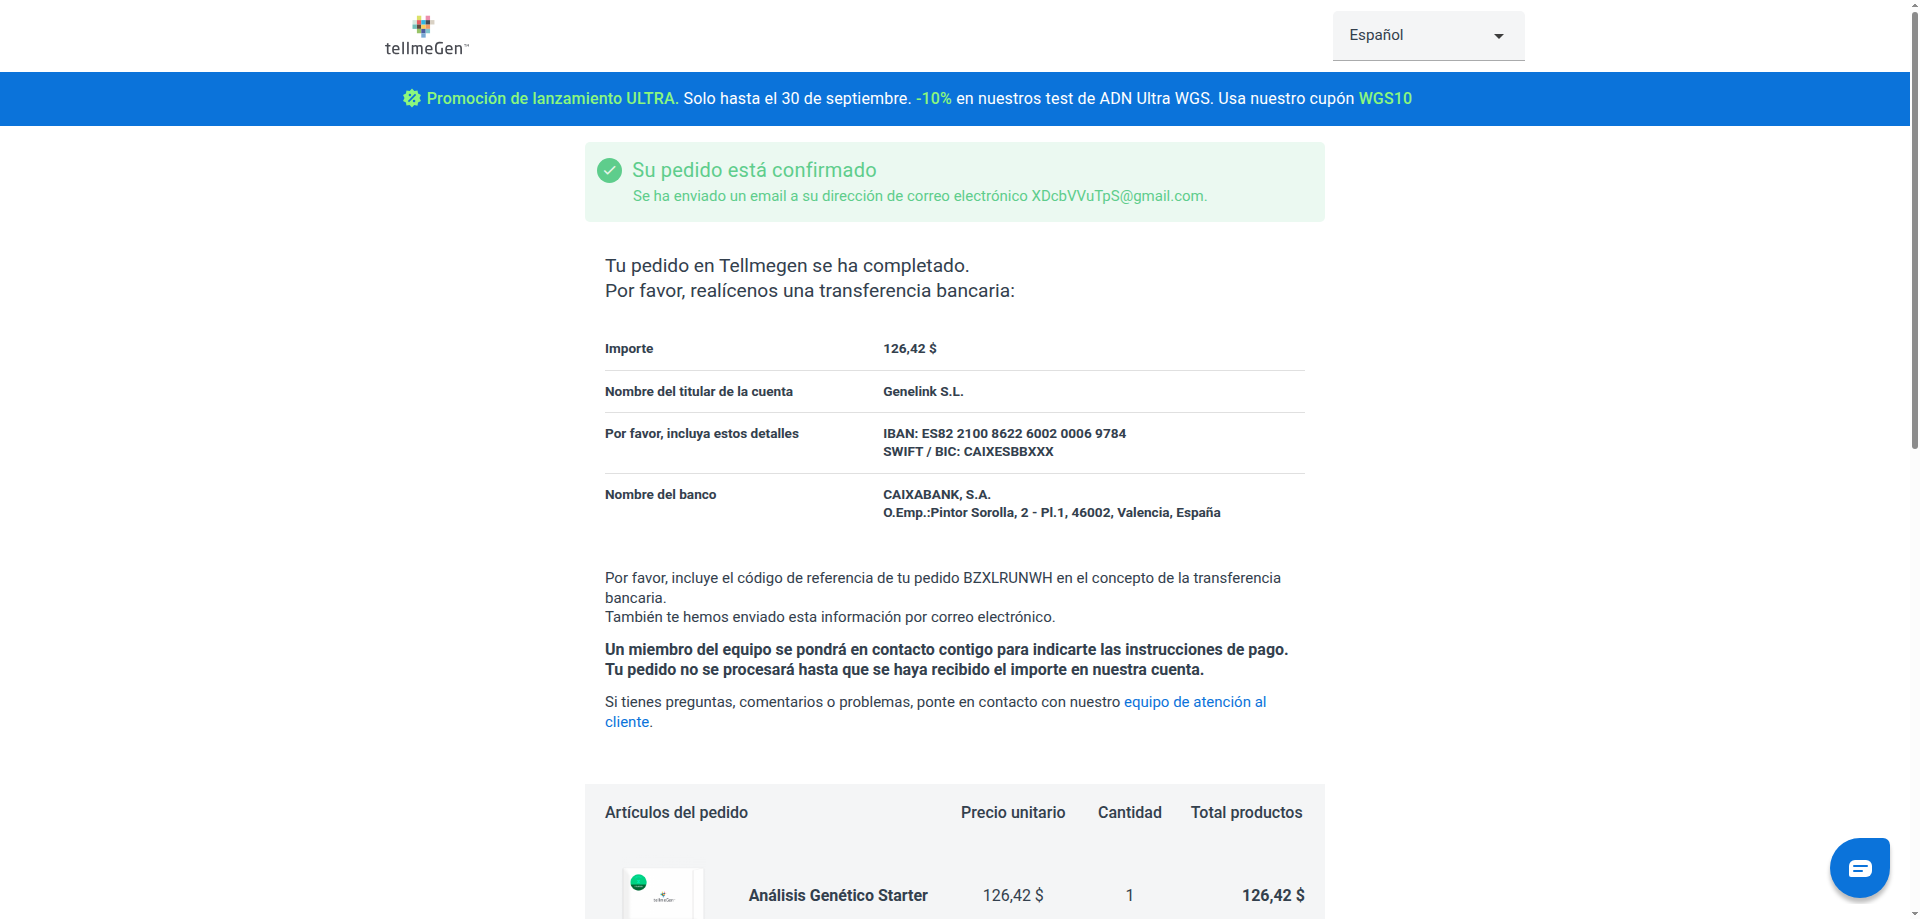 tellmeGen™
Español
Promoción de lanzamiento ULTRA. Solo hasta el 30 de septiembre. -10% en nuestros test de ADN Ultra WGS. Usa nuestro cupón WGS10
Su pedido está confirmado
Se ha enviado un email a su dirección de correo electrónico XDcbVVuTpS@gmail.com.
Tu pedido en Tellmegen se ha completado.
Por favor, realícenos una transferencia bancaria:
Importe 126,42 $
Nombre del titular de la cuenta Genelink S.L.
Por favor, incluya estos detalles IBAN: ES82 2100 8622 6002 0006 9784
SWIFT / BIC: CAIXESBBXXX
Nombre del banco CAIXABANK, S.A.
O.Emp.:Pintor Sorolla, 2 - Pl.1, 46002, Valencia, España
Por favor, incluye el código de referencia de tu pedido BZXLRUNWH en el concepto de la transferencia
bancaria.
También te hemos enviado esta información por correo electrónico.
Un miembro del equipo se pondrá en contacto contigo para indicarte las instrucciones de pago.
Tu pedido no se procesará hasta que se haya recibido el importe en nuestra cuenta.
Si tienes preguntas, comentarios o problemas, ponte en contacto con nuestro equipo de atención al
cliente.
Artículos del pedido Precio unitario Cantidad Total productos
tellmeGen
Análisis Genético Starter 126,42 $ 1 126,42 $